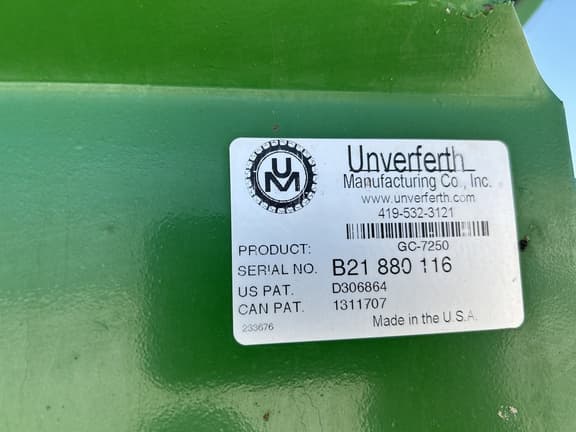 UM
Unverferth
Manufacturing Co., Inc.
www.unverferth.com
419-532-3121
PRODUCT: GC-7250
SERIAL NO. B21 880 116
US PAT. D306864
CAN PAT. 1311707
233676 Made in the U.S.A.